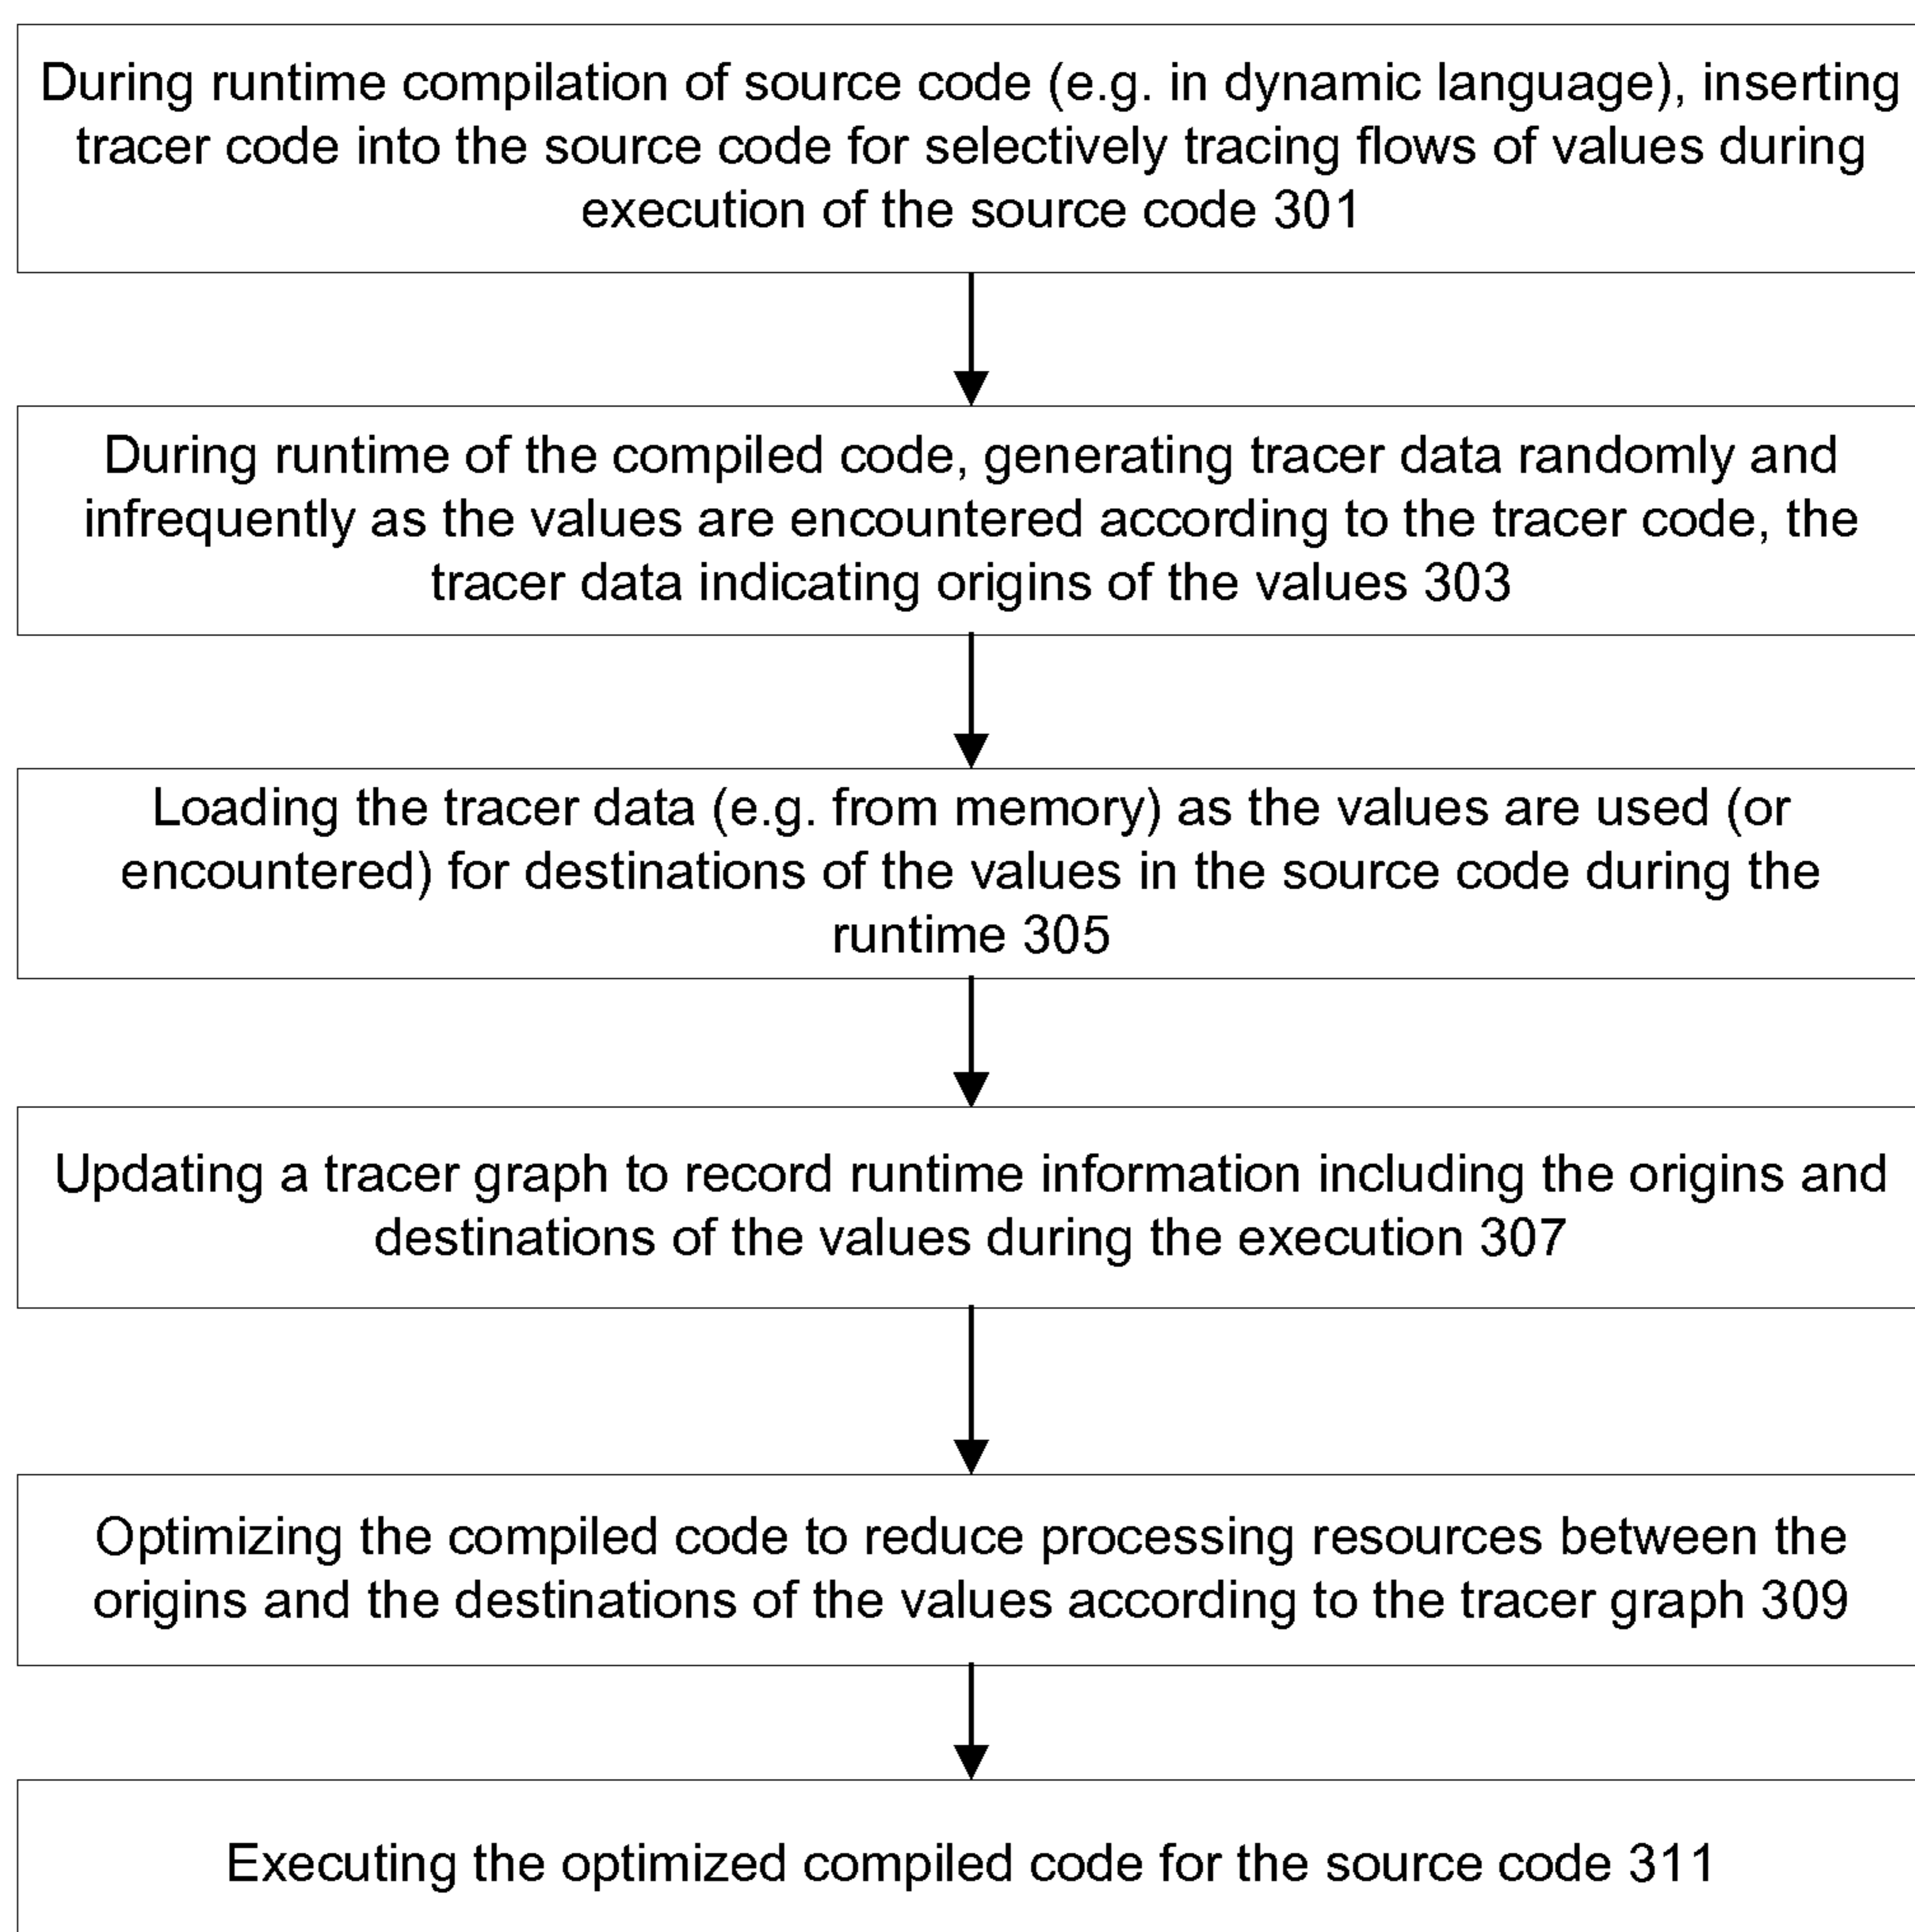 During runtime compilation of source code (e.g. in dynamic language), inserting
tracer code into the source code for selectively tracing flows of values during
execution of the source code 301
During runtime of the compiled code, generating tracer data randomly and
infrequently as the values are encountered according to the tracer code, the
tracer data indicating origins of the values 303
Loading the tracer data (e.g. from memory) as the values are used (or
encountered) for destinations of the values in the source code during the
runtime 305
Updating a tracer graph to record runtime information including the origins and
destinations of the values during the execution 307
Optimizing the compiled code to reduce processing resources between the
origins and the destinations of the values according to the tracer graph 309
Executing the optimized compiled code for the source code 311